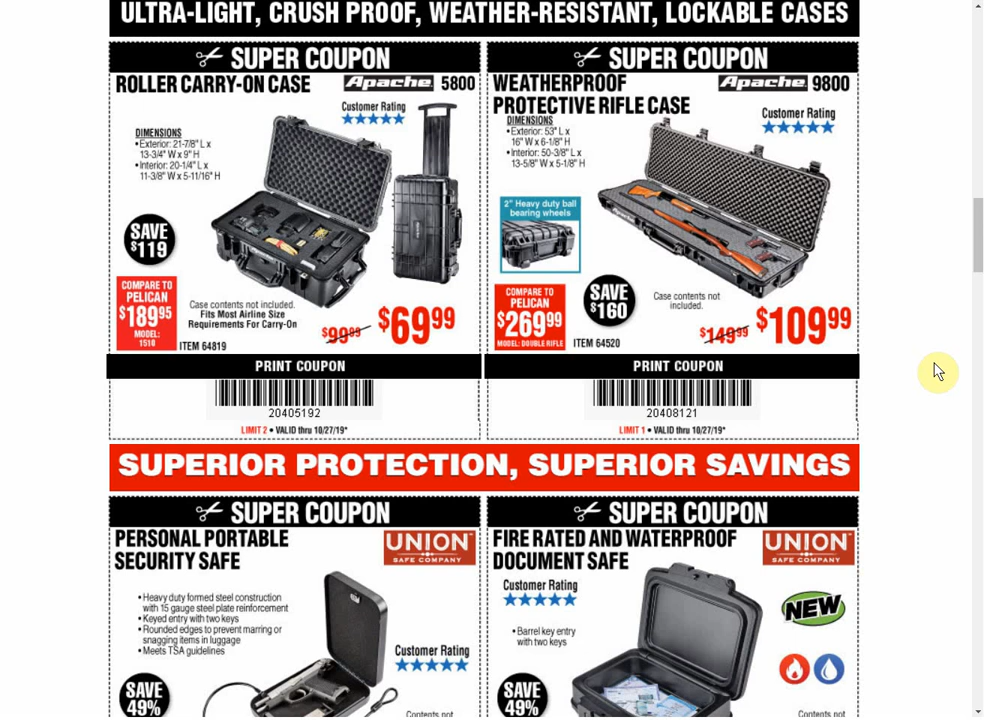 ULTRA-LIGHT, CRUSH PROOF, WEATHER-RESISTANT, LOCKABLE CASES
SUPER COUPON
ROLLER CARRY-ON CASE
Apache 5800
Customer Rating
DIMENSIONS
• Exterior: 21-7/8" L x
13-3/4" W x 9" H
• Interior: 20-1/4" L x
11-3/8" W x 5-11/16" H
SAVE
$119
COMPARE TO
PELICAN
$189.95
MODEL:
1510
Case contents not included.
Fits Most Airline Size
Requirements For Carry-On
ITEM 64819
$99.99
$69.99
PRINT COUPON
20405192
LIMIT 2 • VALID thru 10/27/19*
SUPER COUPON
WEATHERPROOF
PROTECTIVE RIFLE CASE
Apache 9800
Customer Rating
DIMENSIONS
• Exterior: 53" L x
16" W x 6-1/8" H
• Interior: 50-3/8" L x
13-5/8" W x 5-1/8" H
2" Heavy duty ball
bearing wheels
SAVE
$160
COMPARE TO
PELICAN
$269.99
MODEL: DOUBLE RIFLE
Case contents not
included.
ITEM 64520
$149.99
$109.99
PRINT COUPON
20408121
LIMIT 1 • VALID thru 10/27/19*
SUPERIOR PROTECTION, SUPERIOR SAVINGS
SUPER COUPON
PERSONAL PORTABLE
SECURITY SAFE
UNION
SAFE COMPANY
• Heavy duty formed steel construction
with 15 gauge steel plate reinforcement
• Keyed entry with two keys
• Rounded edges to prevent marring or
snagging items in luggage
• Meets TSA guidelines
Customer Rating
SAVE
49%
Contents not
SUPER COUPON
FIRE RATED AND WATERPROOF
DOCUMENT SAFE
UNION
SAFE COMPANY
Customer Rating
NEW
• Barrel key entry
with two keys
SAVE
49%
Contents not